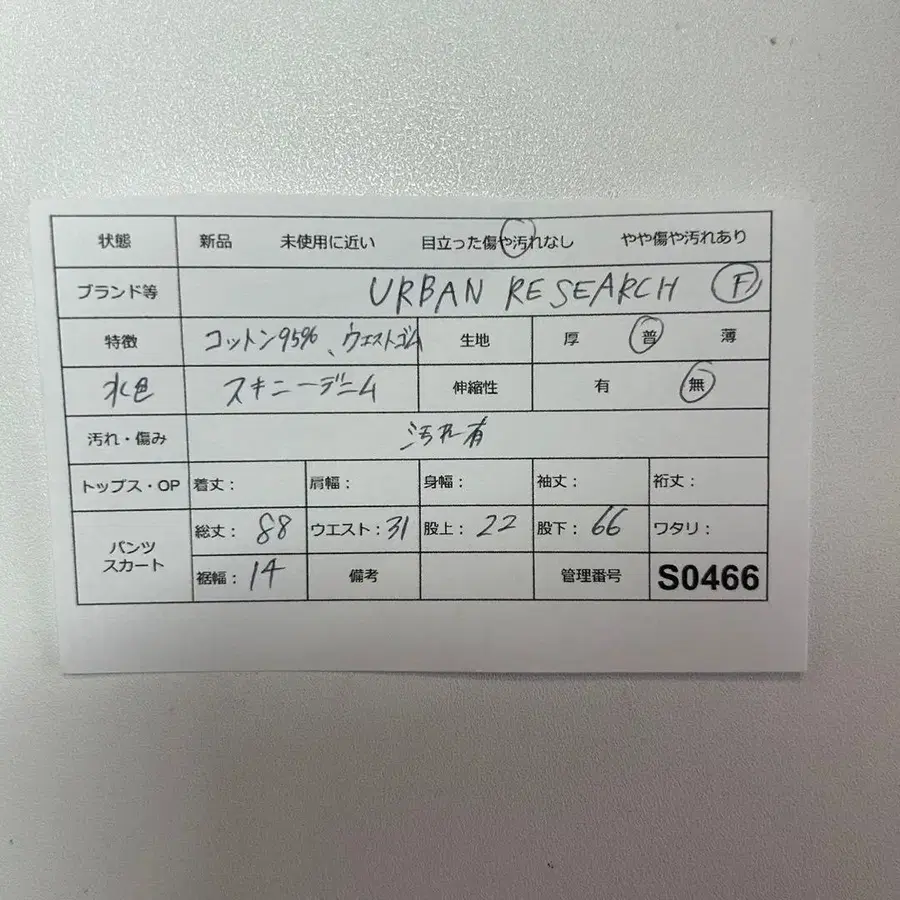 状態 新品 未使用に近い 目立った傷や汚れなし やや傷や汚れあり
ブランド等 URBAN RESEARCH F
特徴 コットン95%、ウエストゴム 生地 厚 普 薄
水色 スキニーデニム 伸縮性 有 無
汚れ・傷み 汚れ有
トップス・OP 着丈: 肩幅: 身幅: 袖丈: 裄丈:
パンツ スカート 総丈: 88 ウエスト: 31 股上: 22 股下: 66 ワタリ:
裾幅: 14 備考 管理番号 S0466